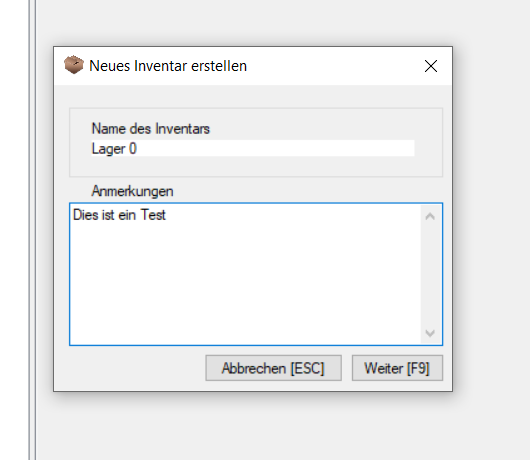 Neues Inventar erstellen
Name des Inventars
Lager 0
Anmerkungen
Dies ist ein Test
Abbrechen [ESC] Weiter [F9]